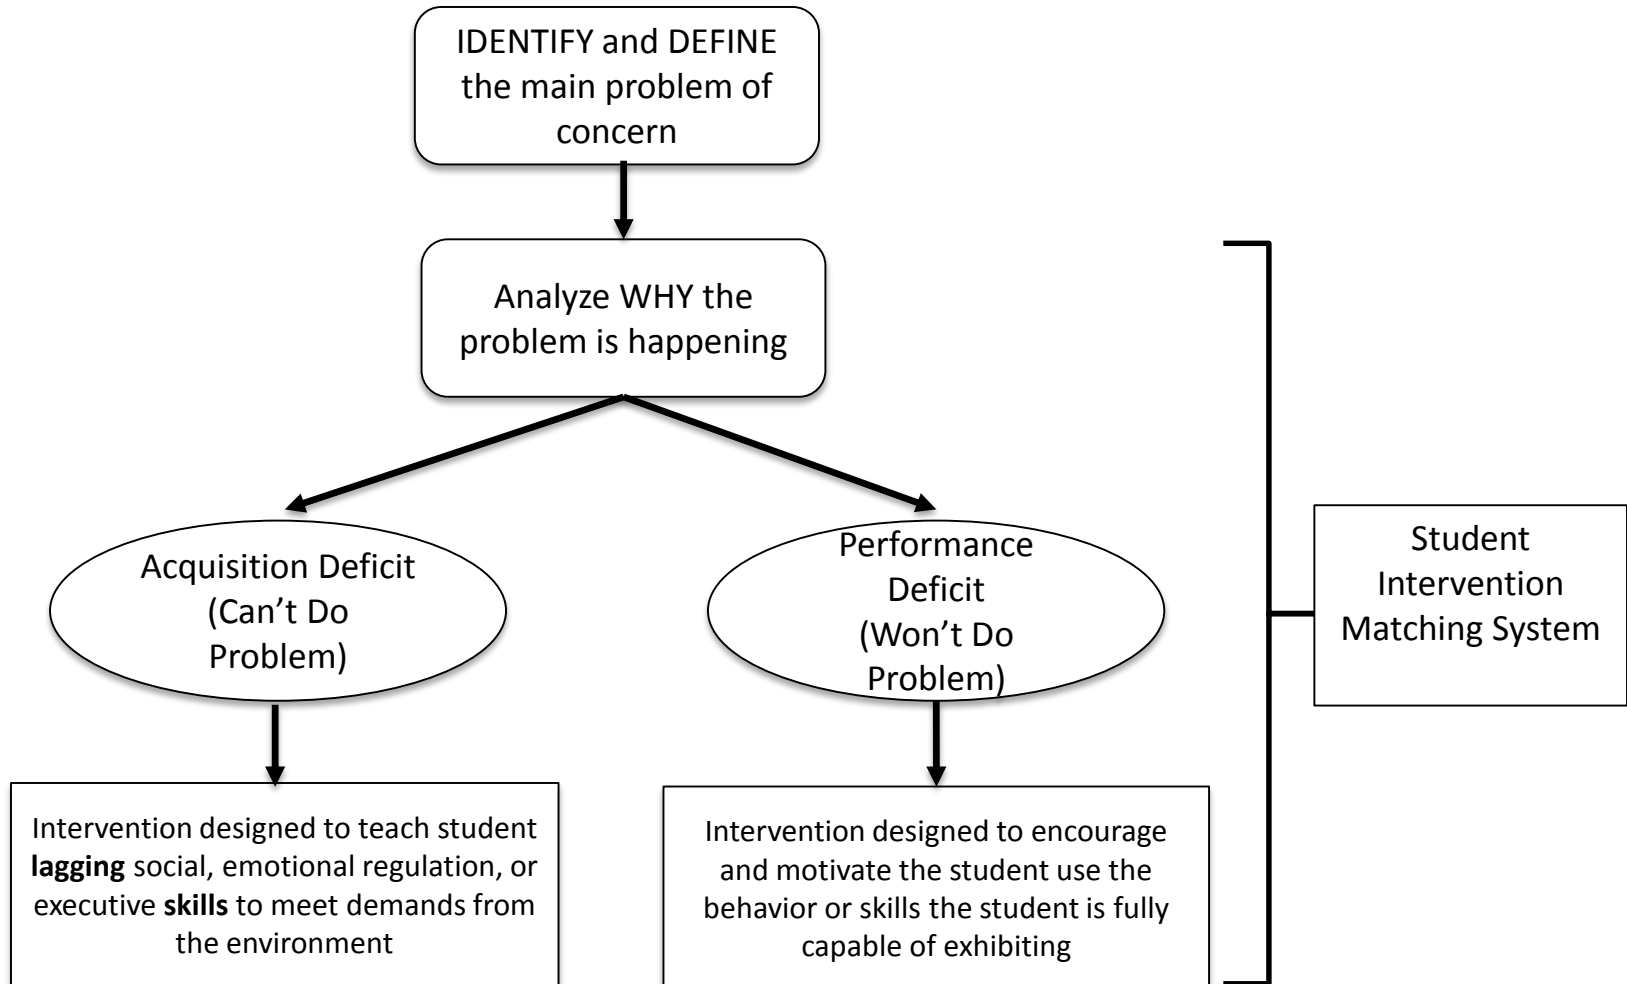 IDENTIFY and DEFINE
the main problem of
concern
Analyze WHY the
problem is happening
Acquisition Deficit
(Can’t Do
Problem)
Performance
Deficit
(Won’t Do
Problem)
Student
Intervention
Matching System
Intervention designed to teach student
lagging social, emotional regulation, or
executive skills to meet demands from
the environment
Intervention designed to encourage
and motivate the student use the
behavior or skills the student is fully
capable of exhibiting